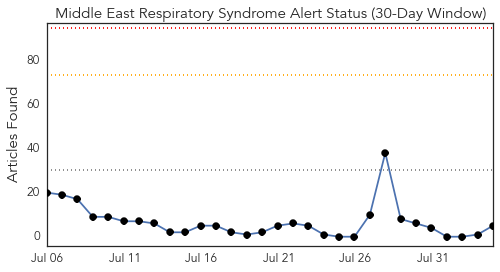 Middle East Respiratory Syndrome Alert Status (30-Day Window)
Articles Found
80
60
40
20
0
Jul 06 Jul 11 Jul 16 Jul 21 Jul 26 Jul 31